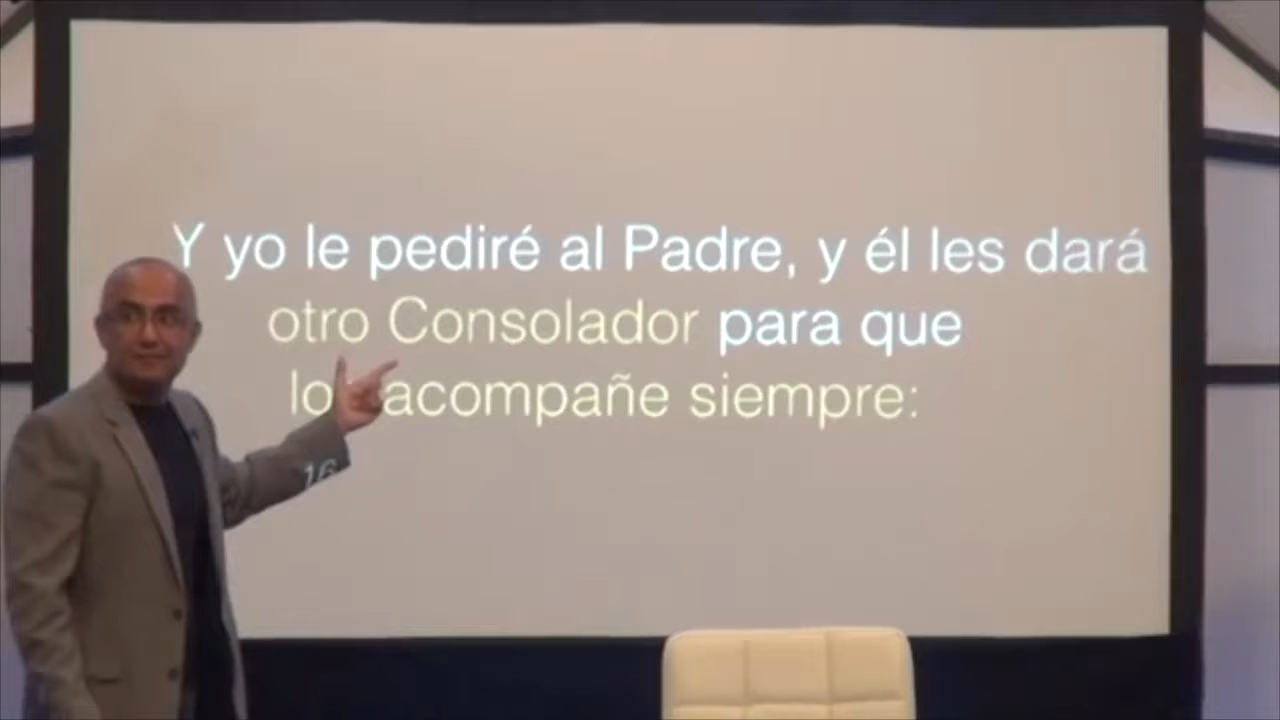 Y yo le pediré al Padre, y él les dará
otro Consolador para que
acompañe siempre:
16